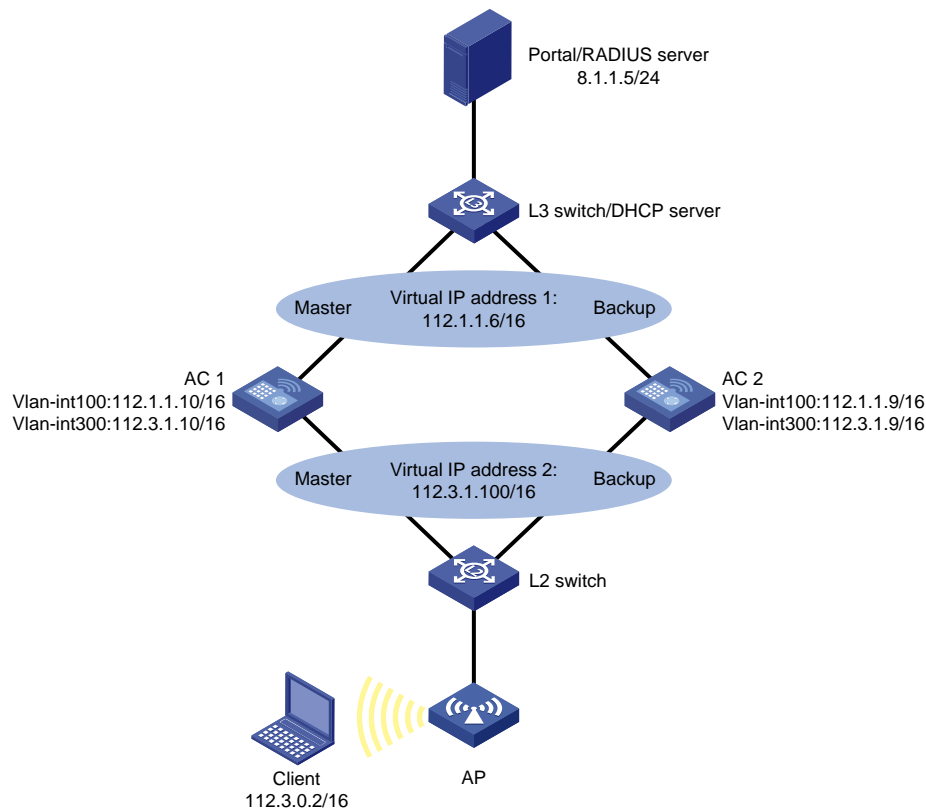 Portal/RADIUS server
8.1.1.5/24
L3 switch/DHCP server
Master
Virtual IP address 1:
112.1.1.6/16
Backup
AC 1
Vlan-int100:112.1.1.10/16
Vlan-int300:112.3.1.10/16
AC 2
Vlan-int100:112.1.1.9/16
Vlan-int300:112.3.1.9/16
Master
Virtual IP address 2:
112.3.1.100/16
Backup
L2 switch
Client
112.3.0.2/16
AP